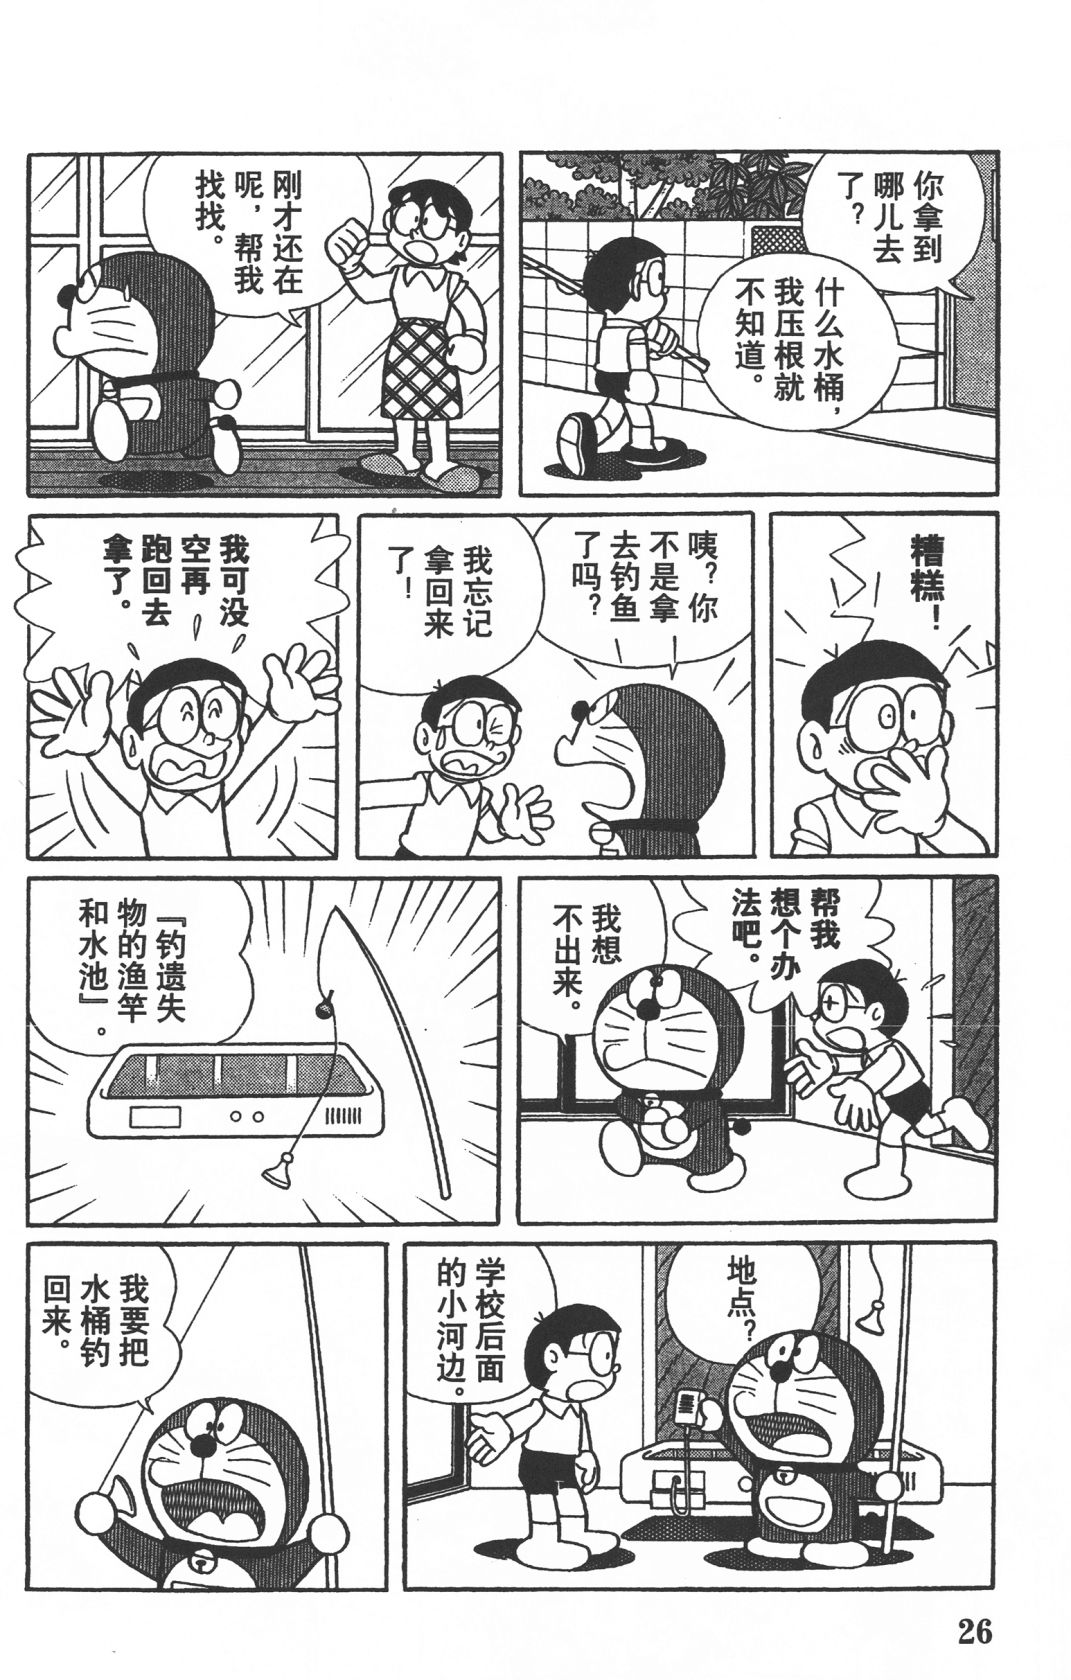 你拿到
哪儿去
了？
什么水桶，
我压根就
不知道。
刚才还在
呢，帮我
找找。
糟糕！
咦？你
不是拿
去钓鱼
了吗？
我忘记
拿回来
了！
我可没
空再
跑回去
拿了。
帮我
想个办
法吧。
我想
不出来。
『钓遗失
物的渔竿
和水池』。
地点？
学校后面
的小河边。
我要把
水桶钓
回来。
26